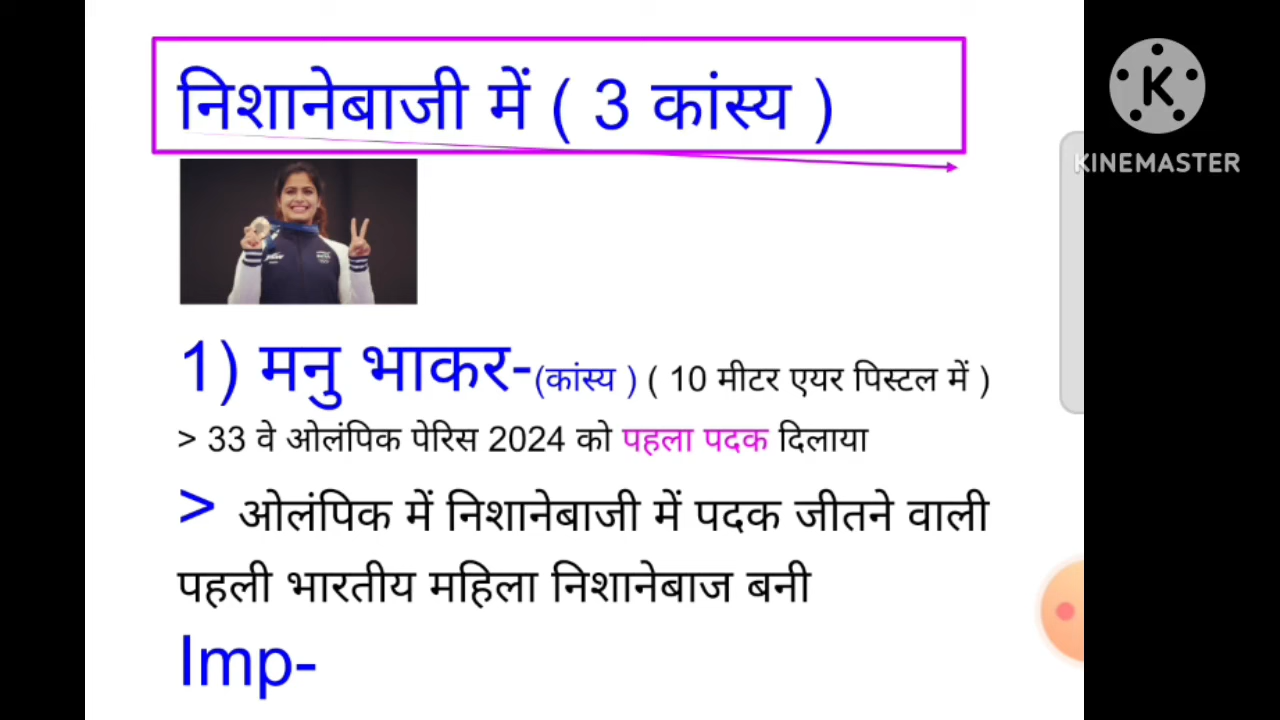 निशानेबाजी में ( 3 कांस्य )
K
KINEMASTER
1) मनु भाकर-(कांस्य ) ( 10 मीटर एयर पिस्टल में )
> 33 वे ओलंपिक पेरिस 2024 को पहला पदक दिलाया
> ओलंपिक में निशानेबाजी में पदक जीतने वाली
पहली भारतीय महिला निशानेबाज बनी
Imp-